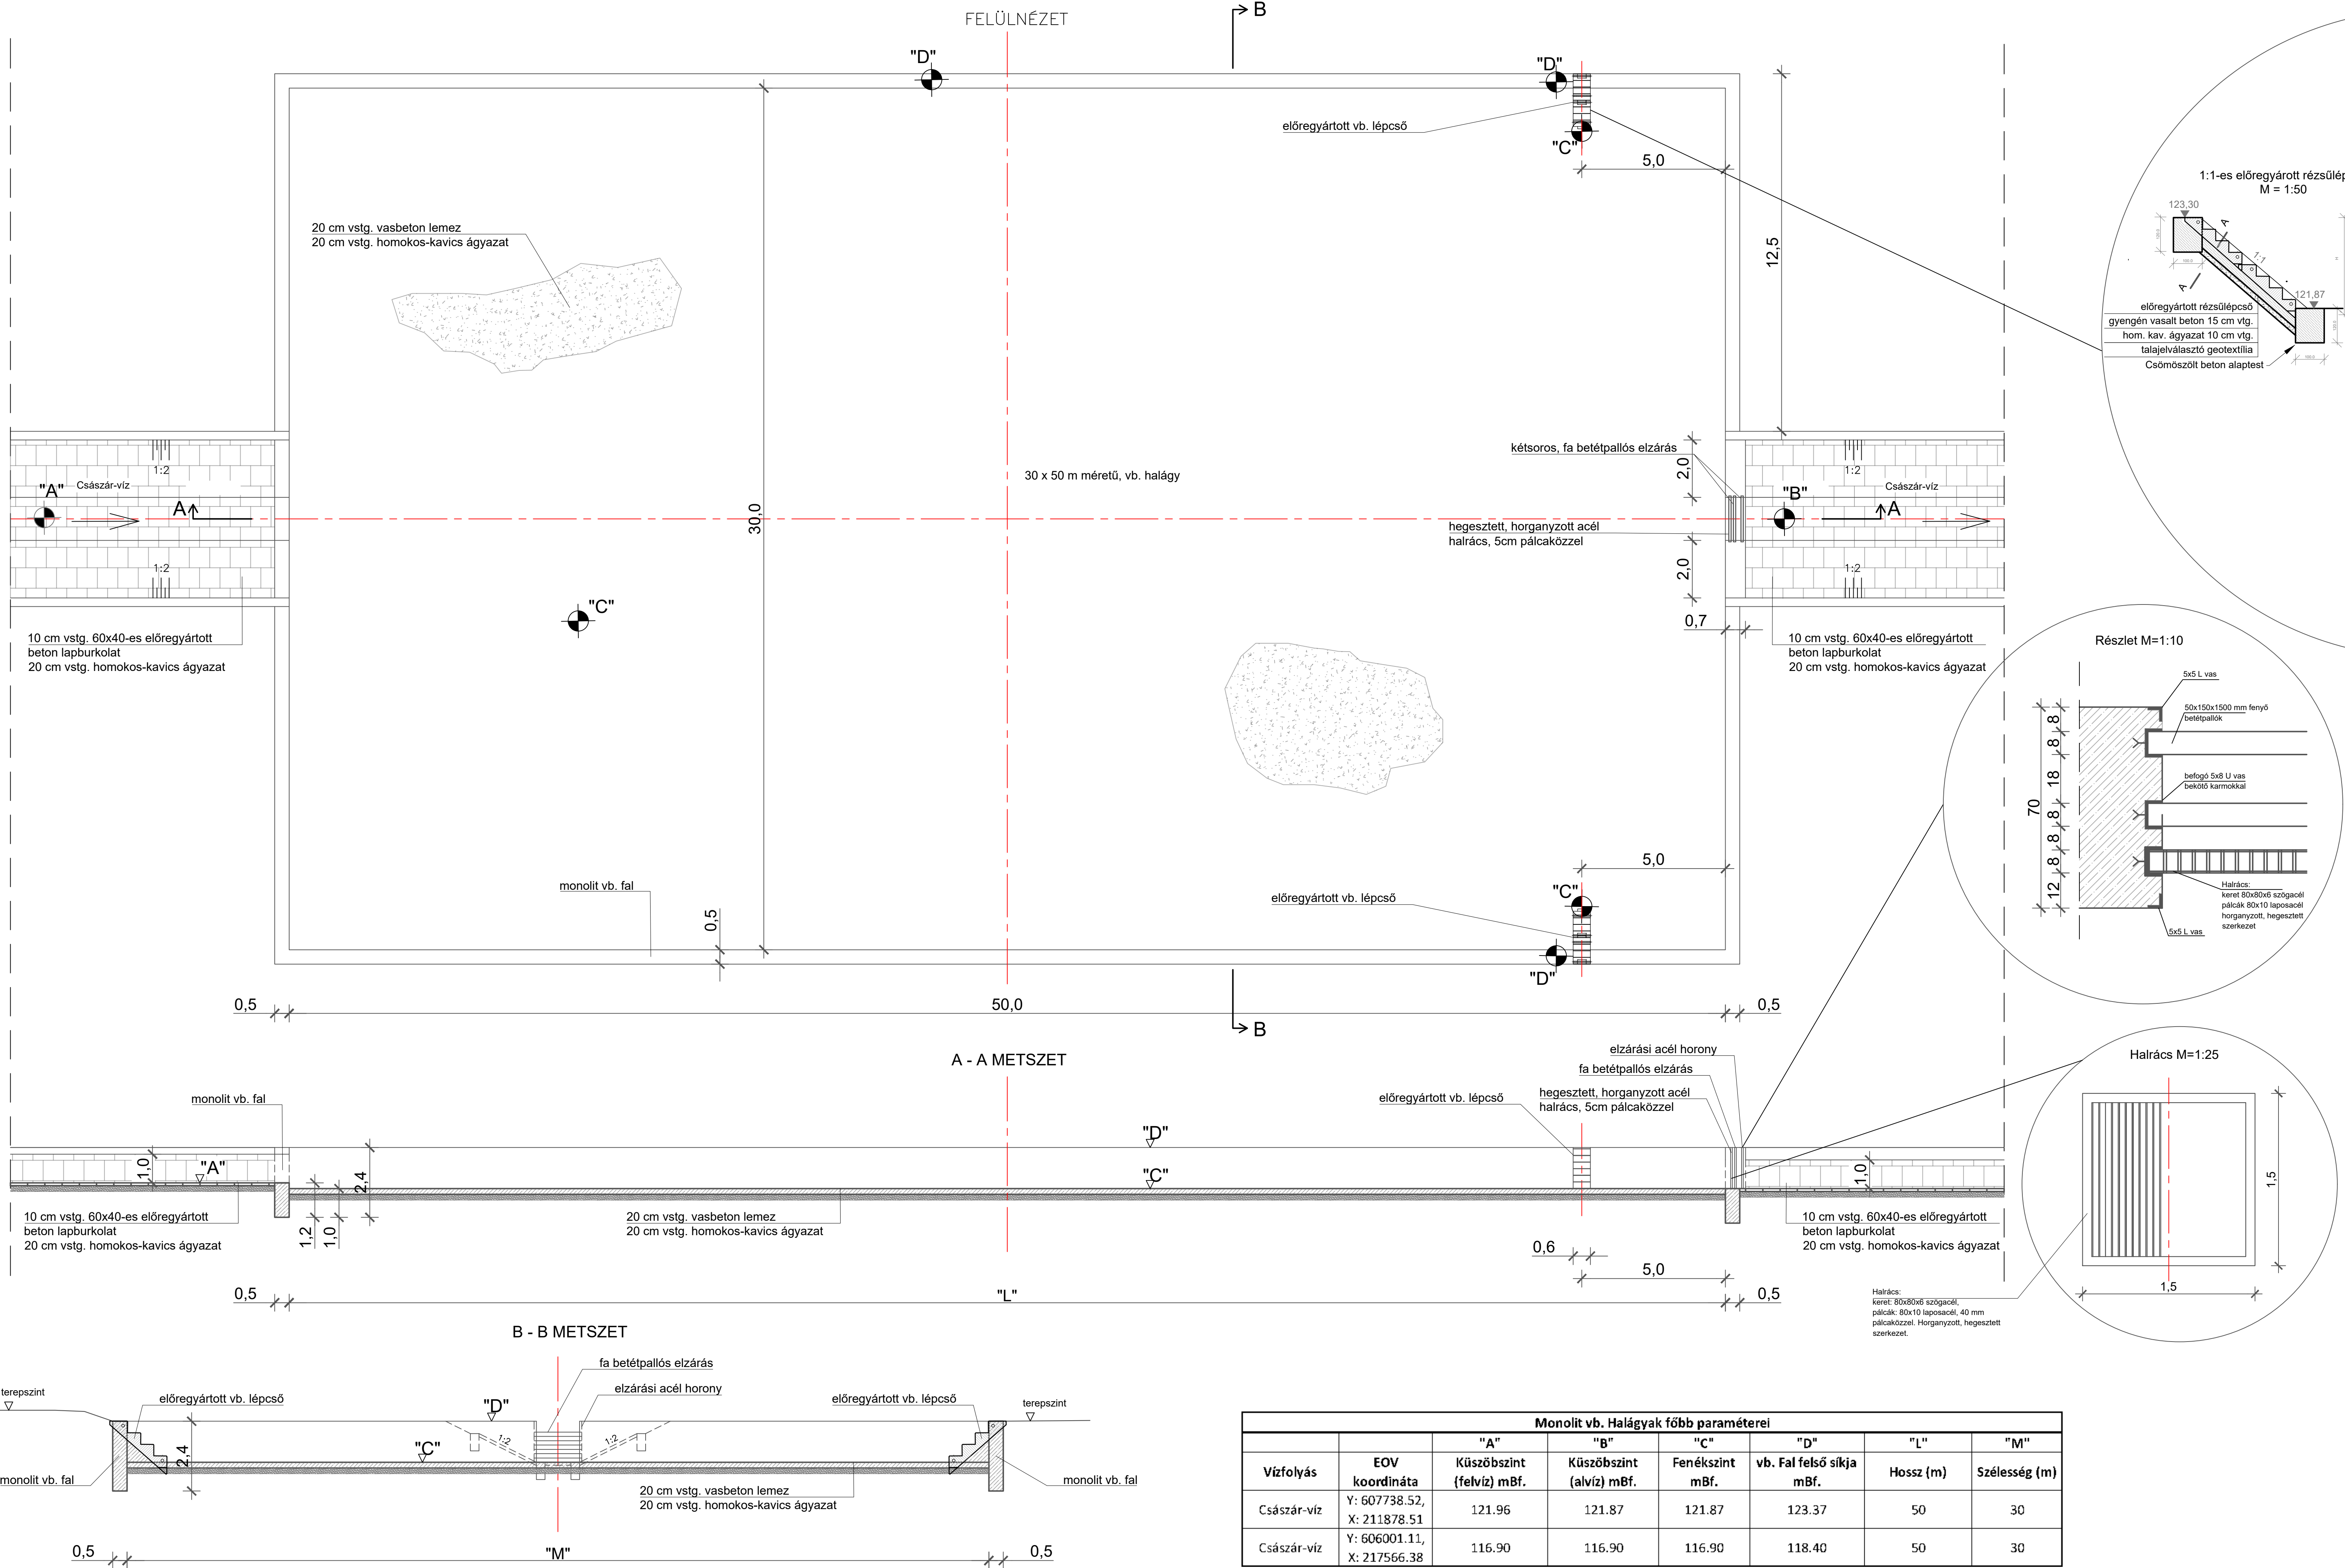 FELÜLNÉZET
B
"D"
"D"
előregyártott vb. lépcső
"C"
5,0
12,5
20 cm vstg. vasbeton lemez
20 cm vstg. homokos-kavics ágyazat
1:1-es előregyárott rézsűlép
M = 1:50
123,30
A
1:1
A
121,87
előregyártott rézsűlépcső
gyengén vasalt beton 15 cm vtg.
hom. kav. ágyazat 10 cm vtg.
talajelválasztó geotextília
Csömöszölt beton alaptest
1:2
Császár-víz
"A"
A
1:2
30 x 50 m méretű, vb. halágy
30,0
kétsoros, fa betétpallós elzárás
2,0
hegesztett, horganyzott acél
halrács, 5cm pálcaközzel
2,0
0,7
1:2
Császár-víz
"B"
A
1:2
10 cm vstg. 60x40-es előregyártott
beton lapburkolat
20 cm vstg. homokos-kavics ágyazat
"C"
10 cm vstg. 60x40-es előregyártott
beton lapburkolat
20 cm vstg. homokos-kavics ágyazat
Részlet M=1:10
5x5 L vas
50x150x1500 mm fenyő
betétpallók
befogó 5x8 U vas
bekötő karmokkal
70
8
8
18
8
8
8
12
Halrács:
keret 80x80x6 szögacél
pálcák 80x10 laposacél
horganyzott, hegesztett
szerkezet
5x5 L vas
monolit vb. fal
0,5
5,0
"C"
előregyártott vb. lépcső
"D"
0,5
50,0
0,5
B
A - A METSZET
elzárási acél horony
fa betétpallós elzárás
hegesztett, horganyzott acél
halrács, 5cm pálcaközzel
előregyártott vb. lépcső
monolit vb. fal
"D"
"C"
1,0
"A"
2,4
1,2
1,0
1,0
10 cm vstg. 60x40-es előregyártott
beton lapburkolat
20 cm vstg. homokos-kavics ágyazat
20 cm vstg. vasbeton lemez
20 cm vstg. homokos-kavics ágyazat
10 cm vstg. 60x40-es előregyártott
beton lapburkolat
20 cm vstg. homokos-kavics ágyazat
0,6
5,0
0,5
"L"
0,5
Halrács M=1:25
1,5
1,5
Halrács:
keret: 80x80x6 szögacél,
pálcák: 80x10 laposacél, 40 mm
pálcaközzel. Horganyzott, hegesztett
szerkezet.
B - B METSZET
fa betétpallós elzárás
elzárási acél horony
terepszint
előregyártott vb. lépcső
"D"
előregyártott vb. lépcső
terepszint
1:2
1:2
2,4
"C"
monolit vb. fal
monolit vb. fal
20 cm vstg. vasbeton lemez
20 cm vstg. homokos-kavics ágyazat
0,5
"M"
0,5
Monolit vb. Halágyak főbb paraméterei
"A" "B" "C" "D" "L" "M"
Vízfolyás EOV koordináta Küszöbszint (felvíz) mBf. Küszöbszint (alvíz) mBf. Fenékszint mBf. vb. Fal felső síkja mBf. Hossz (m) Szélesség (m)
Császár-víz Y: 607738.52, X: 211878.51 121.96 121.87 121.87 123.37 50 30
Császár-víz Y: 606001.11, X: 217566.38 116.90 116.90 116.90 118.40 50 30